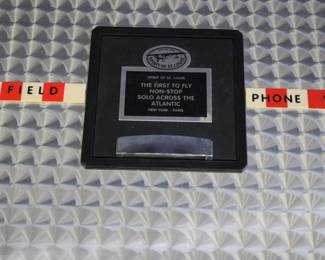 SPIRIT OF ST. LOUIS
THE FIRST TO FLY
NON-STOP
SOLO ACROSS THE
ATLANTIC
NEW YORK - PARIS
FIELD
PHONE